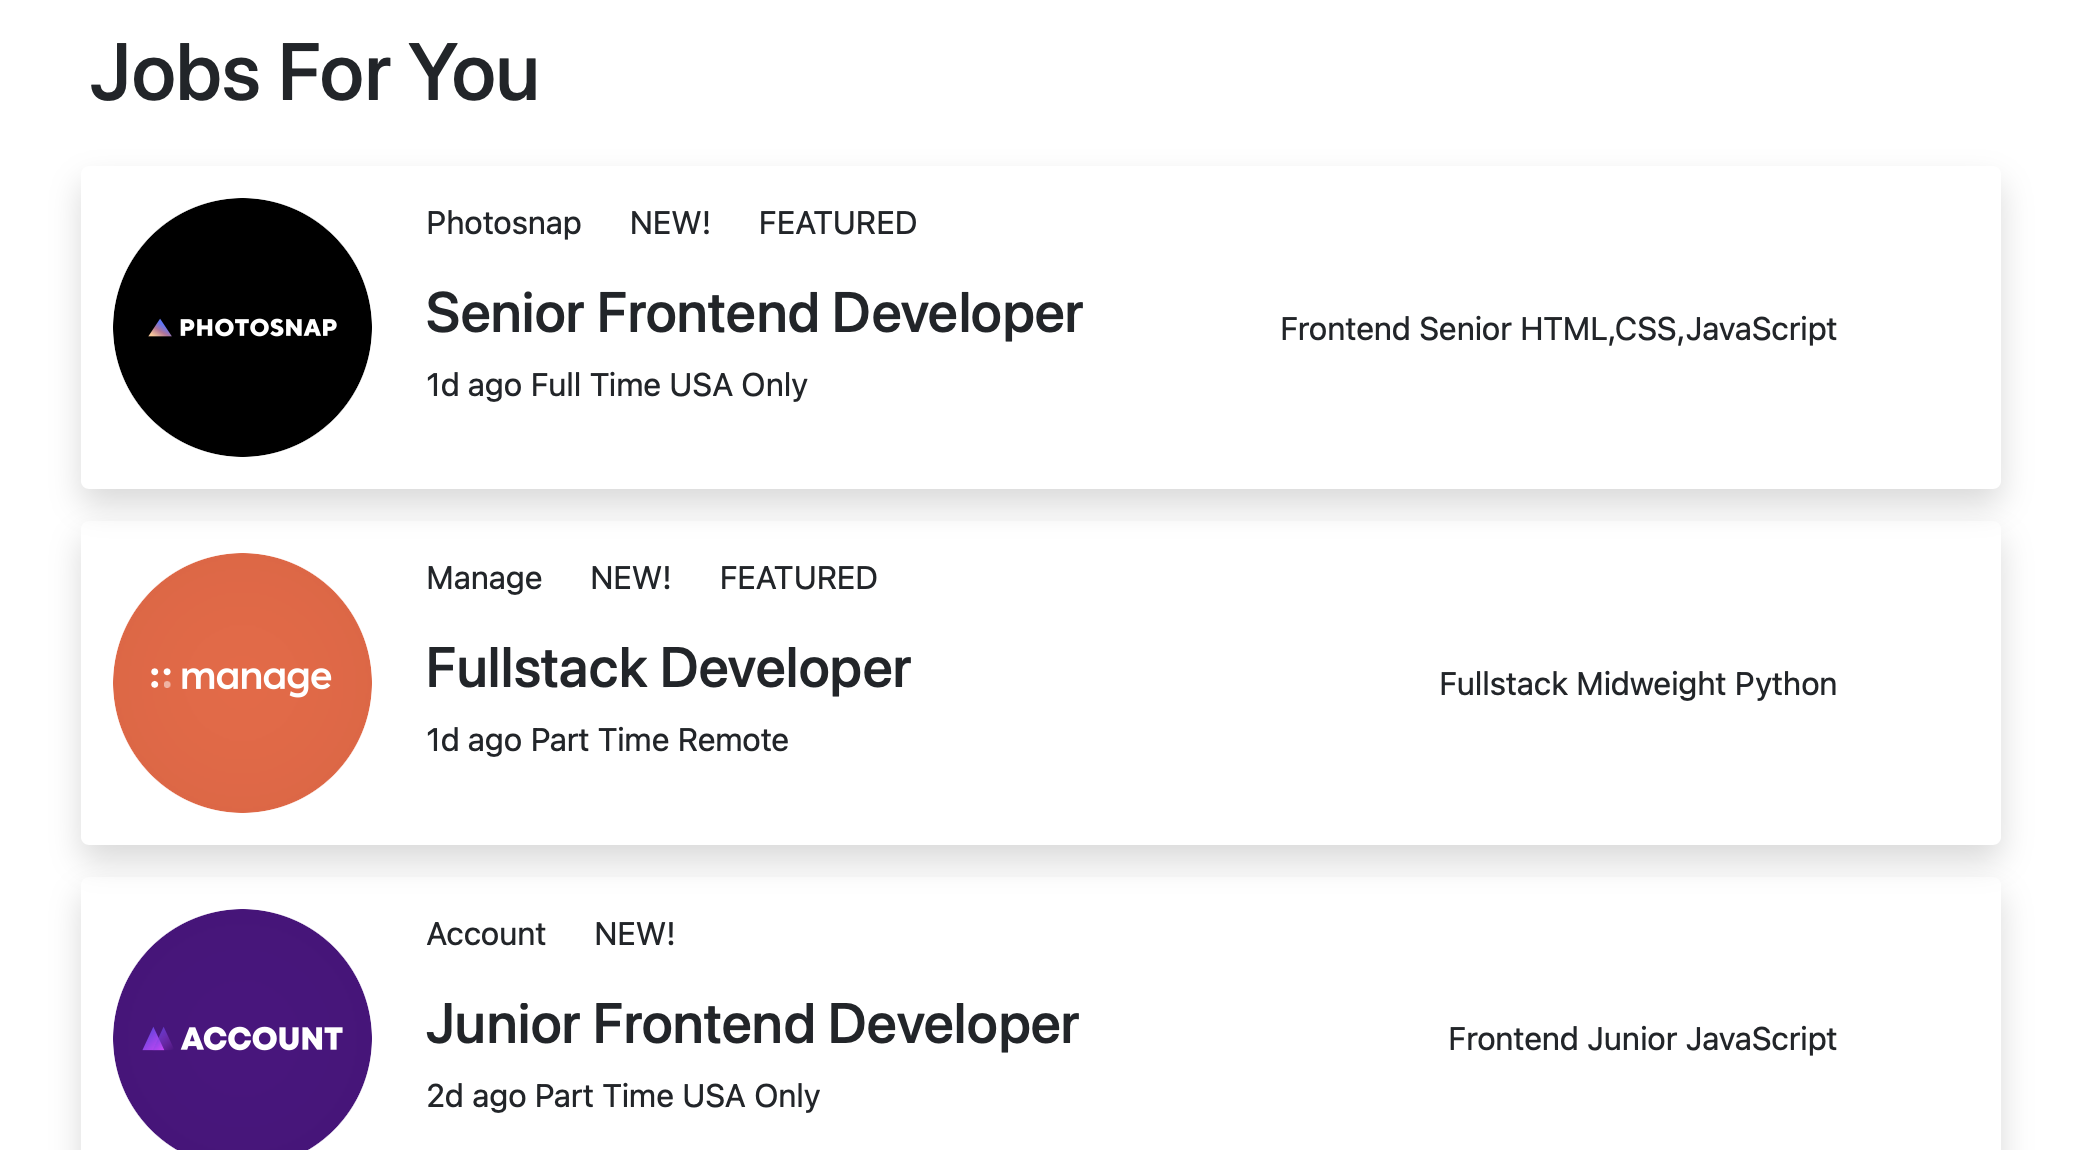 Jobs For You
PHOTOSNAP
Photosnap NEW! FEATURED
Senior Frontend Developer
1d ago Full Time USA Only
Frontend Senior HTML,CSS,JavaScript
manage
Manage NEW! FEATURED
Fullstack Developer
1d ago Part Time Remote
Fullstack Midweight Python
ACCOUNT
Account NEW!
Junior Frontend Developer
2d ago Part Time USA Only
Frontend Junior JavaScript